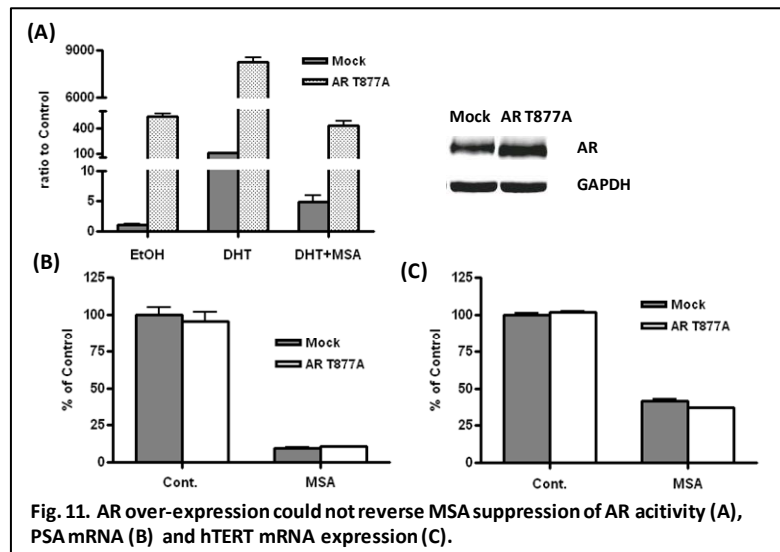 (A)
9000
6000
400
100
10
5
0
ratio to Control
EtOH
DHT
DHT+MSA
Mock
AR T877A
Mock AR T877A
AR
GAPDH
(B)
125
100
75
50
25
0
% of Control
Cont.
MSA
Mock
AR T877A
(C)
125
100
75
50
25
0
% of Control
Cont.
MSA
Mock
AR T877A
Fig. 11. AR over-expression could not reverse MSA suppression of AR acitivity (A),
PSA mRNA (B) and hTERT mRNA expression (C).